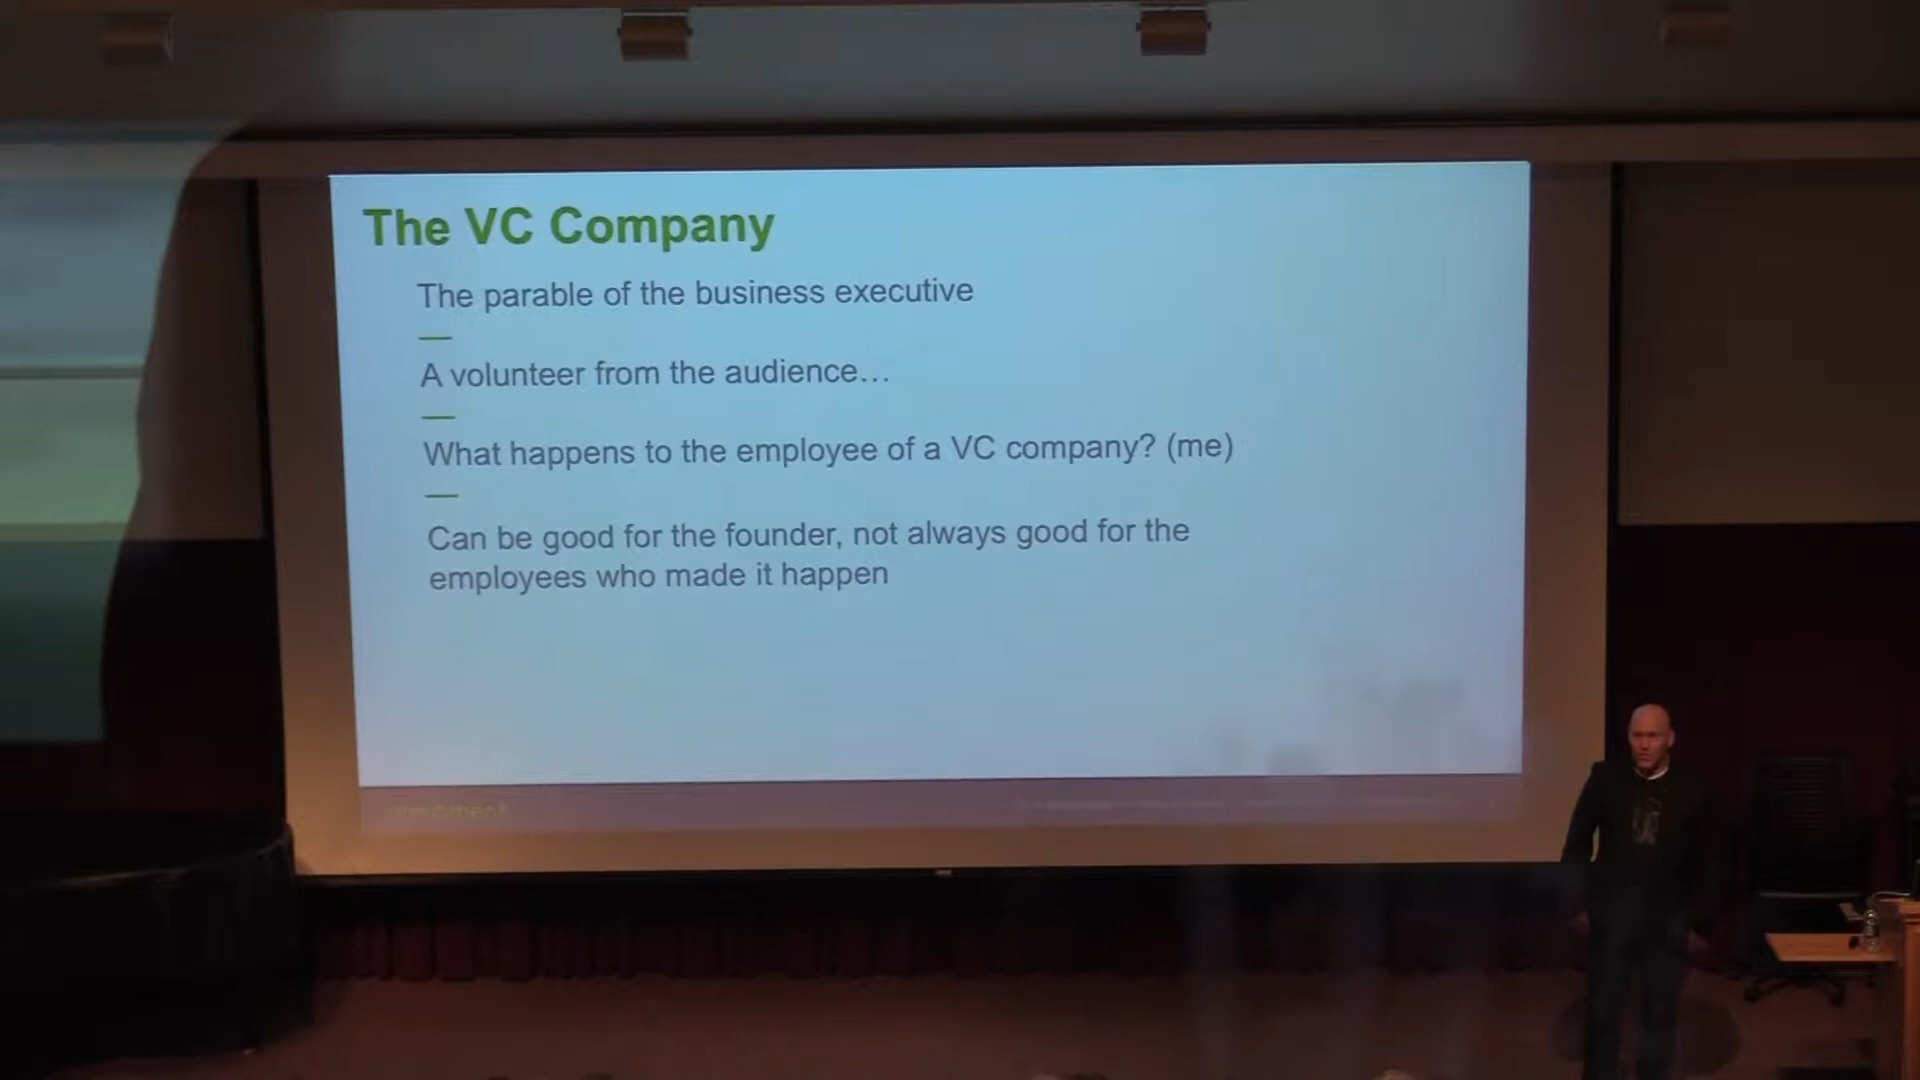 The VC Company
The parable of the business executive
—
A volunteer from the audience…
—
What happens to the employee of a VC company? (me)
—
Can be good for the founder, not always good for the
employees who made it happen